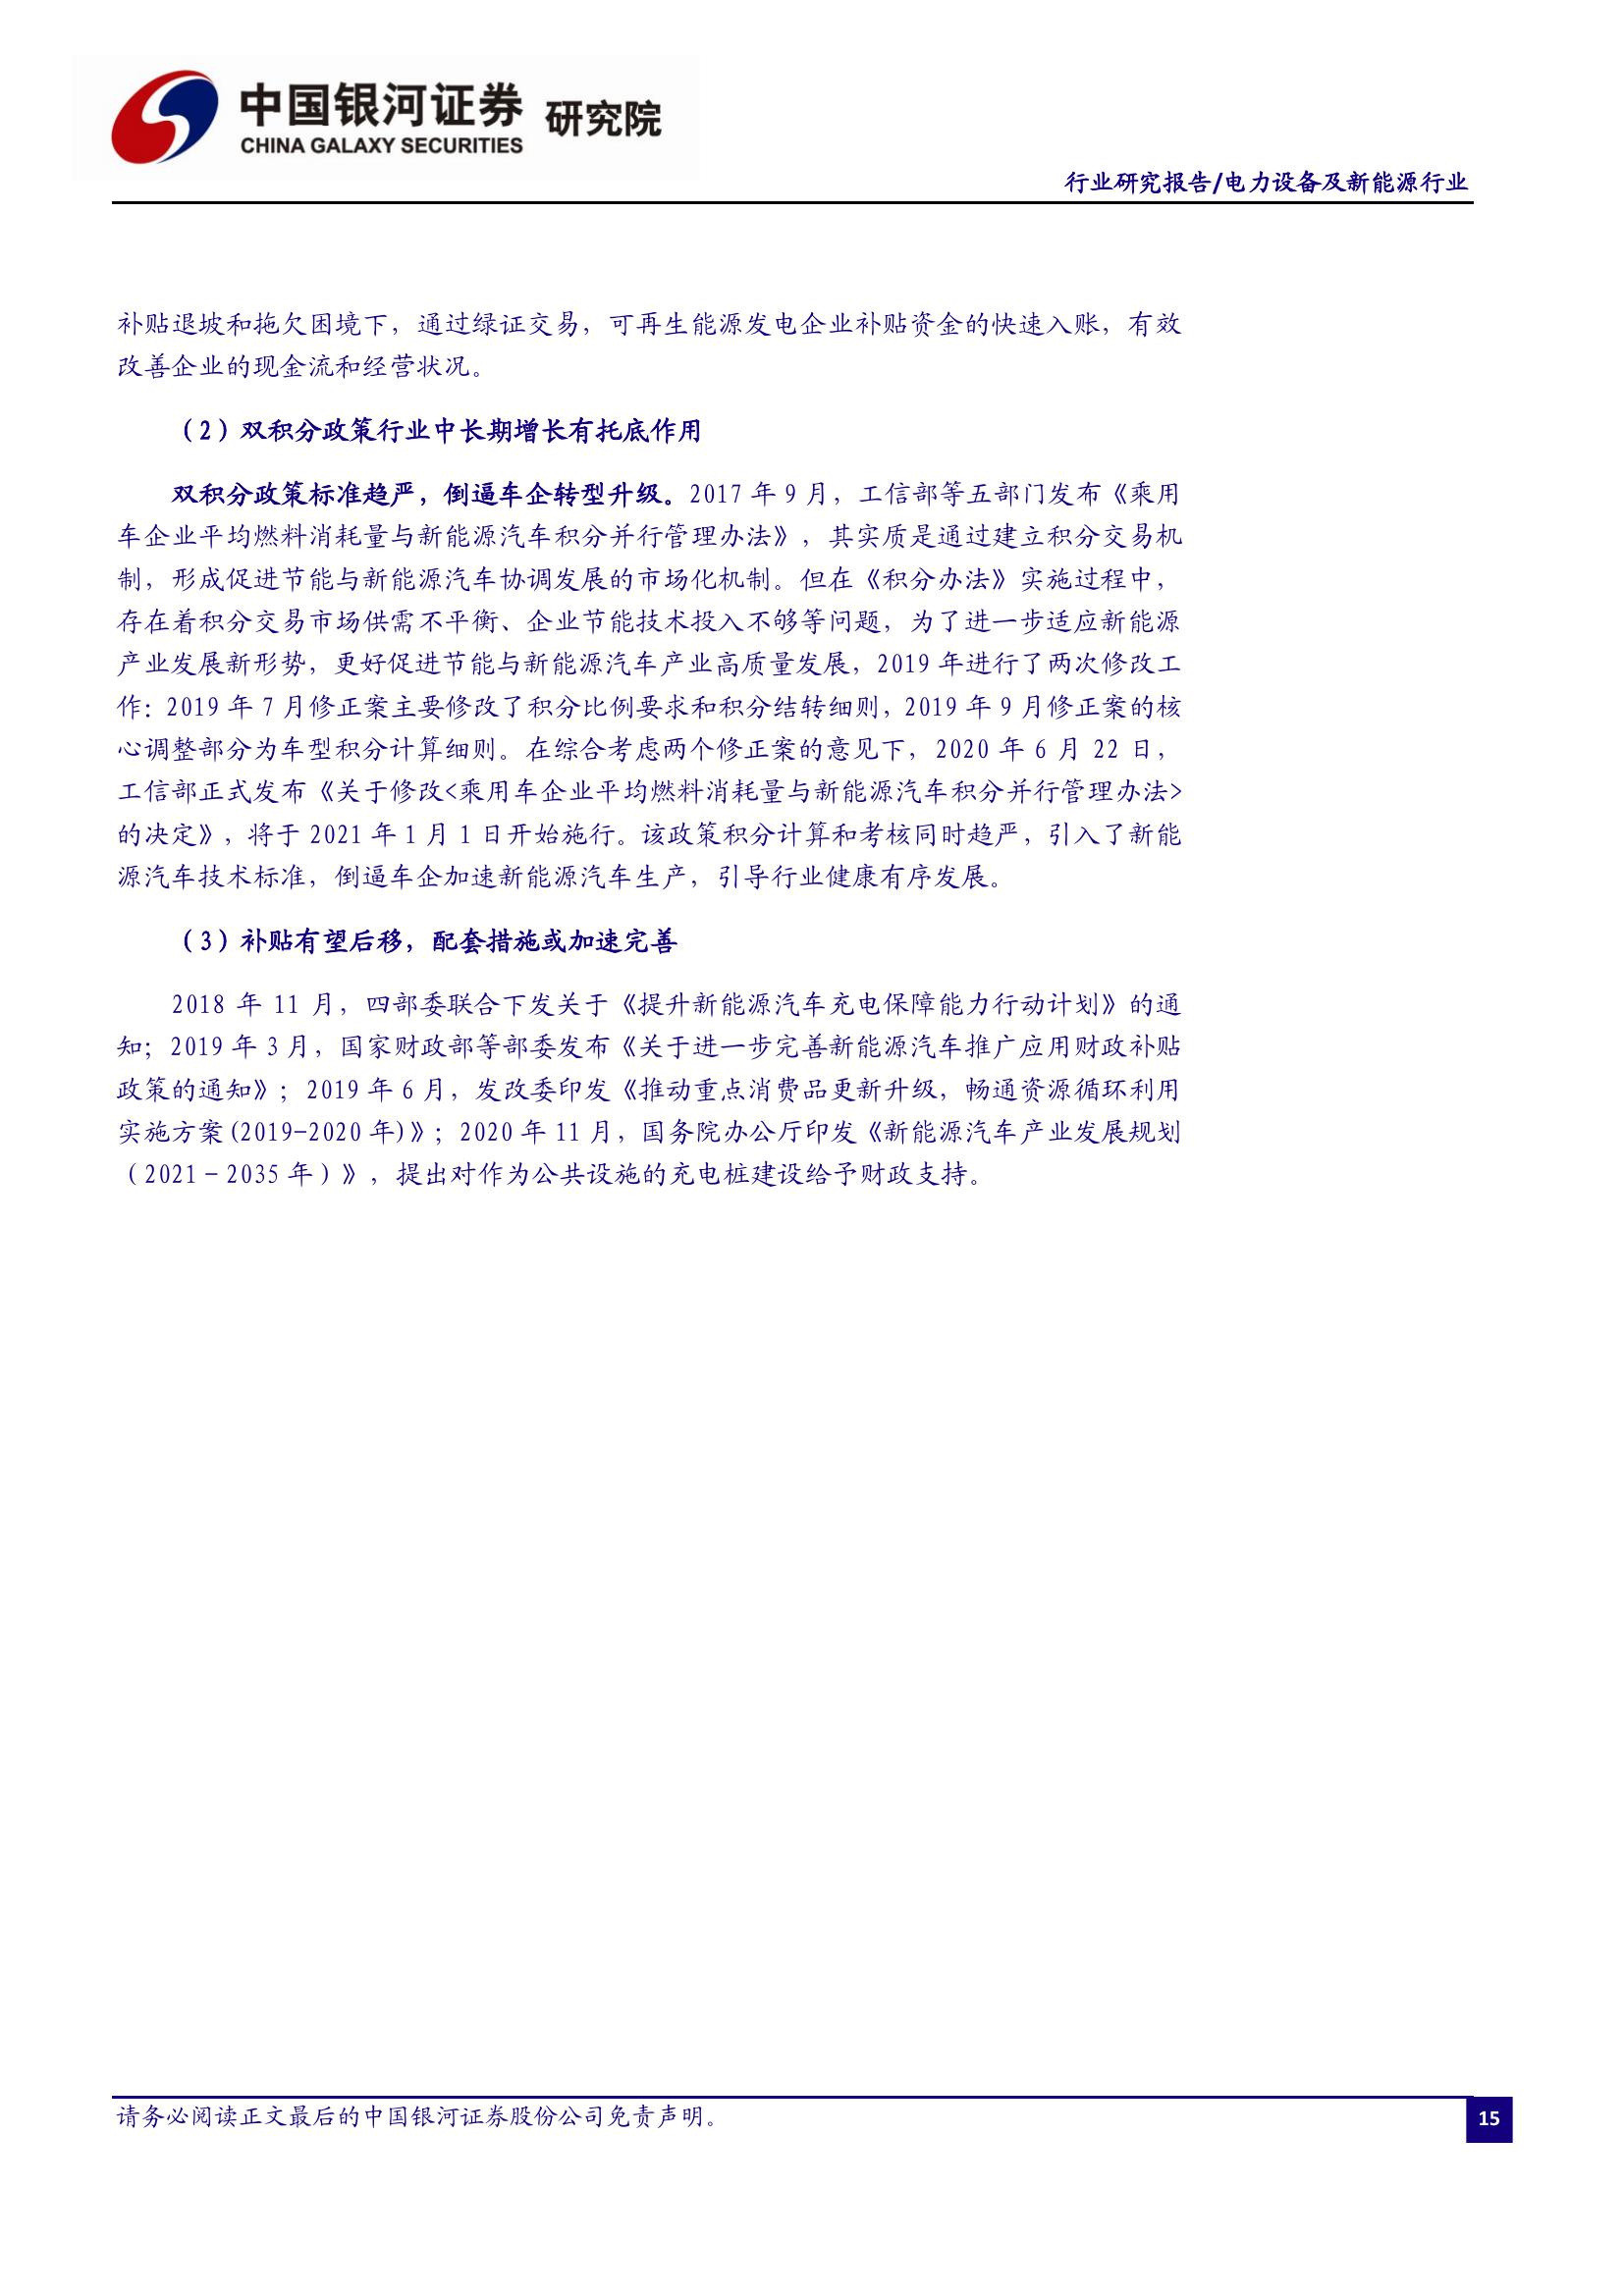 中国银河证券 研究院
CHINA GALAXY SECURITIES
行业研究报告/电力设备及新能源行业
补贴退坡和拖欠困境下，通过绿证交易，可再生能源发电企业补贴资金的快速入账，有效
改善企业的现金流和经营状况。
（2）双积分政策行业中长期增长有托底作用
双积分政策标准趋严，倒逼车企转型升级。2017 年 9 月，工信部等五部门发布《乘用
车企业平均燃料消耗量与新能源汽车积分并行管理办法》，其实质是通过建立积分交易机
制，形成促进节能与新能源汽车协调发展的市场化机制。但在《积分办法》实施过程中，
存在着积分交易市场供需不平衡、企业节能技术投入不够等问题，为了进一步适应新能源
产业发展新形势，更好促进节能与新能源汽车产业高质量发展，2019 年进行了两次修改工
作：2019 年 7 月修正案主要修改了积分比例要求和积分结转细则，2019 年 9 月修正案的核
心调整部分为车型积分计算细则。在综合考虑两个修正案的意见下，2020 年 6 月 22 日，
工信部正式发布《关于修改<乘用车企业平均燃料消耗量与新能源汽车积分并行管理办法>
的决定》，将于 2021 年 1 月 1 日开始施行。该政策积分计算和考核同时趋严，引入了新能
源汽车技术标准，倒逼车企加速新能源汽车生产，引导行业健康有序发展。
（3）补贴有望后移，配套措施或加速完善
2018 年 11 月，四部委联合下发关于《提升新能源汽车充电保障能力行动计划》的通
知；2019 年 3 月，国家财政部等部委发布《关于进一步完善新能源汽车推广应用财政补贴
政策的通知》；2019 年 6 月，发改委印发《推动重点消费品更新升级，畅通资源循环利用
实施方案(2019-2020 年)》；2020 年 11 月，国务院办公厅印发《新能源汽车产业发展规划
（2021－2035 年）》，提出对作为公共设施的充电桩建设给予财政支持。
请务必阅读正文最后的中国银河证券股份公司免责声明。
15